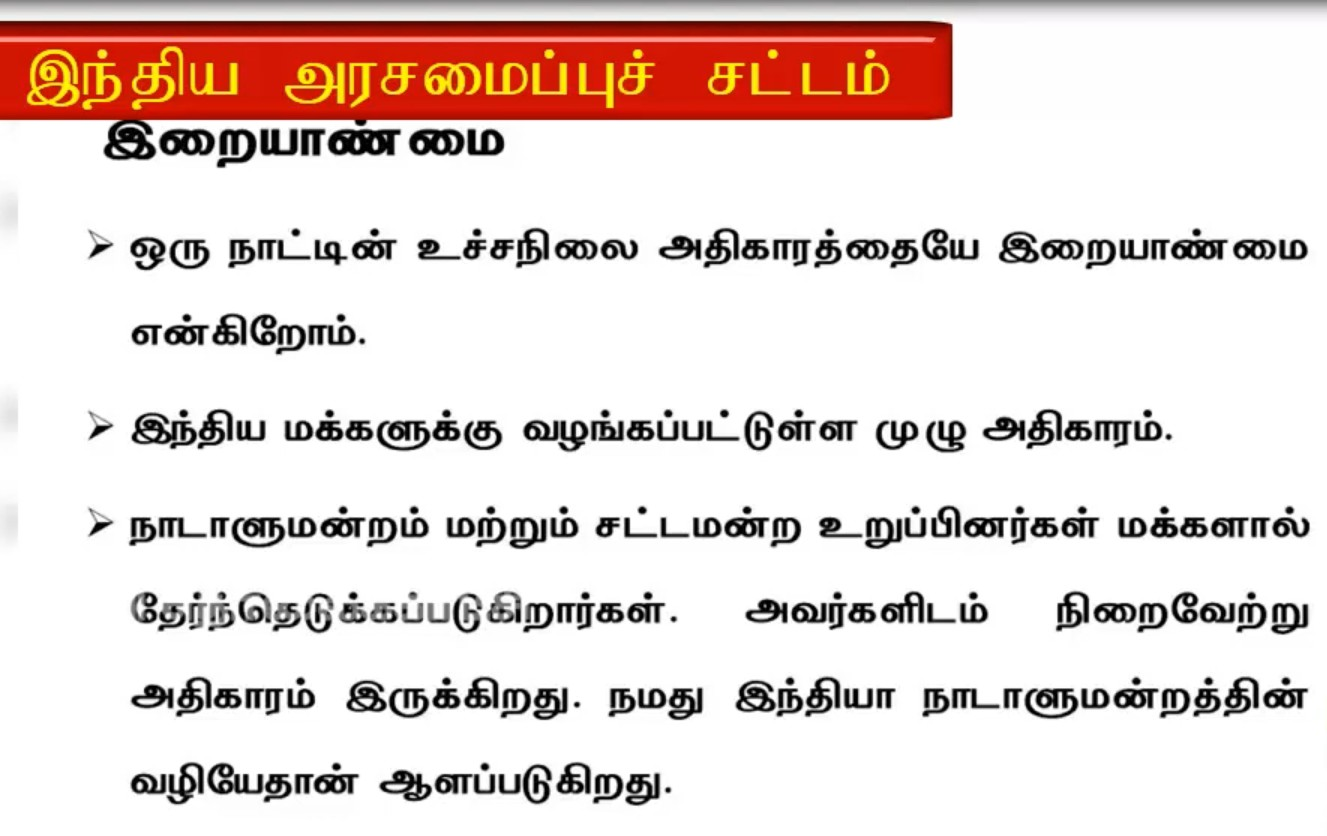 இந்திய அரசமைப்புச் சட்டம்
இறையாண்மை
➢ ஒரு நாட்டின் உச்சநிலை அதிகாரத்தையே இறையாண்மை
என்கிறோம்.
➢ இந்திய மக்களுக்கு வழங்கப்பட்டுள்ள முழு அதிகாரம்.
➢ நாடாளுமன்றம் மற்றும் சட்டமன்ற உறுப்பினர்கள் மக்களால்
தேர்ந்தெடுக்கப்படுகிறார்கள். அவர்களிடம் நிறைவேற்று
அதிகாரம் இருக்கிறது. நமது இந்தியா நாடாளுமன்றத்தின்
வழியேதான் ஆளப்படுகிறது.